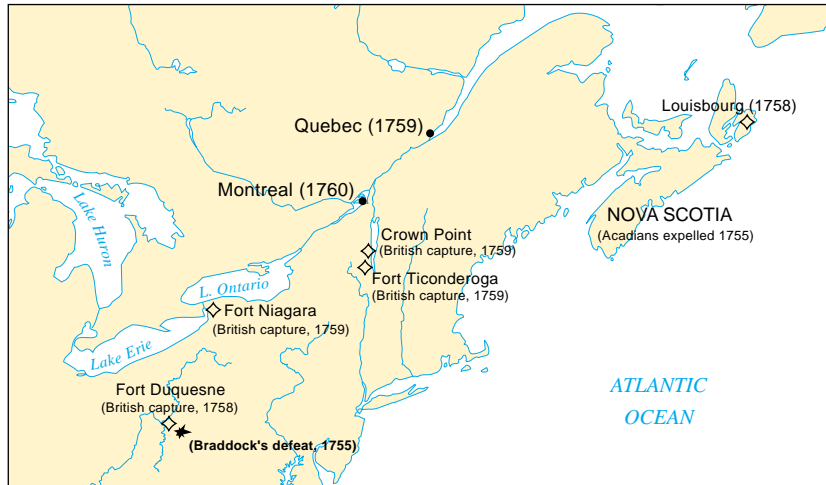 Louisbourg (1758)
Quebec (1759)
Montreal (1760)
NOVA SCOTIA
(Acadians expelled 1755)
Lake Huron
Crown Point
(British capture, 1759)
Fort Ticonderoga
(British capture, 1759)
L. Ontario
Fort Niagara
(British capture, 1759)
Lake Erie
Fort Duquesne
(British capture, 1758)
(Braddock's defeat, 1755)
ATLANTIC
OCEAN